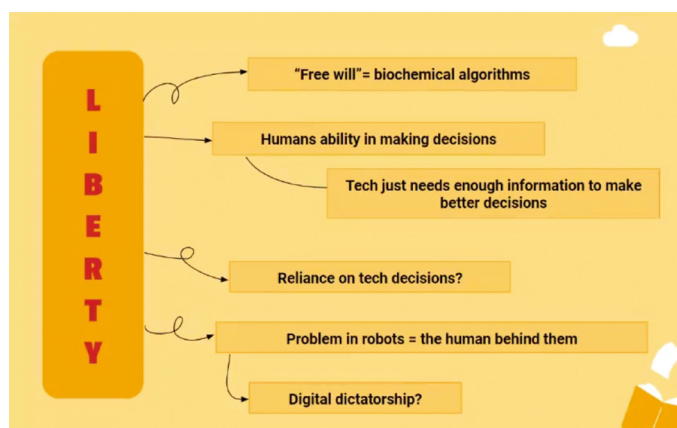 LIBERTY
“Free will”= biochemical algorithms
Humans ability in making decisions
Tech just needs enough information to make
better decisions
Reliance on tech decisions?
Problem in robots = the human behind them
Digital dictatorship?